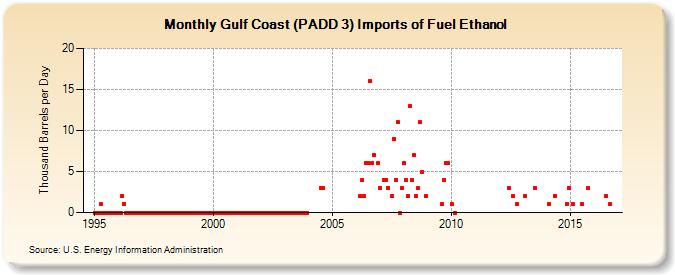 Monthly Gulf Coast (PADD 3) Imports of Fuel Ethanol
Thousand Barrels per Day
20
15
10
5
0
1995 2000 2005 2010 2015
Source: U.S. Energy Information Administration